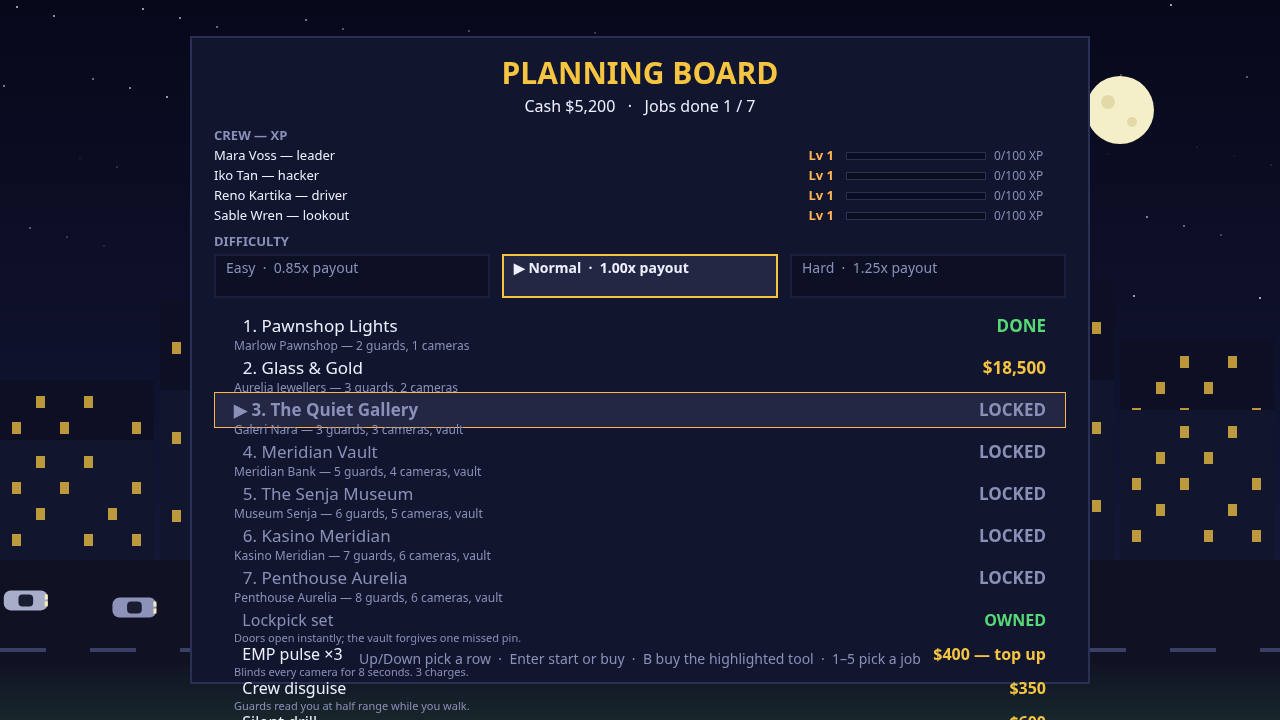 PLANNING BOARD
Cash $5,200 · Jobs done 1 / 7
CREW — XP
Mara Voss — leader Lv 1 0/100 XP
Iko Tan — hacker Lv 1 0/100 XP
Reno Kartika — driver Lv 1 0/100 XP
Sable Wren — lookout Lv 1 0/100 XP
DIFFICULTY
Easy · 0.85x payout ▶ Normal · 1.00x payout Hard · 1.25x payout
1. Pawnshop Lights DONE
Marlow Pawnshop — 2 guards, 1 cameras
2. Glass & Gold $18,500
Aurelia Jewellers — 3 guards, 2 cameras
▶ 3. The Quiet Gallery LOCKED
Galeri Nara — 3 guards, 3 cameras, vault
4. Meridian Vault LOCKED
Meridian Bank — 5 guards, 4 cameras, vault
5. The Senja Museum LOCKED
Museum Senja — 6 guards, 5 cameras, vault
6. Kasino Meridian LOCKED
Kasino Meridian — 7 guards, 6 cameras, vault
7. Penthouse Aurelia LOCKED
Penthouse Aurelia — 8 guards, 6 cameras, vault
Lockpick set OWNED
Doors open instantly; the vault forgives one missed pin.
EMP pulse ×3 $400 — top up
Up/Down pick a row · Enter start or buy · B buy the highlighted tool · 1–5 pick a job
Blinds every camera for 8 seconds. 3 charges.
Crew disguise $350
Guards read you at half range while you walk.
Silent drill $600